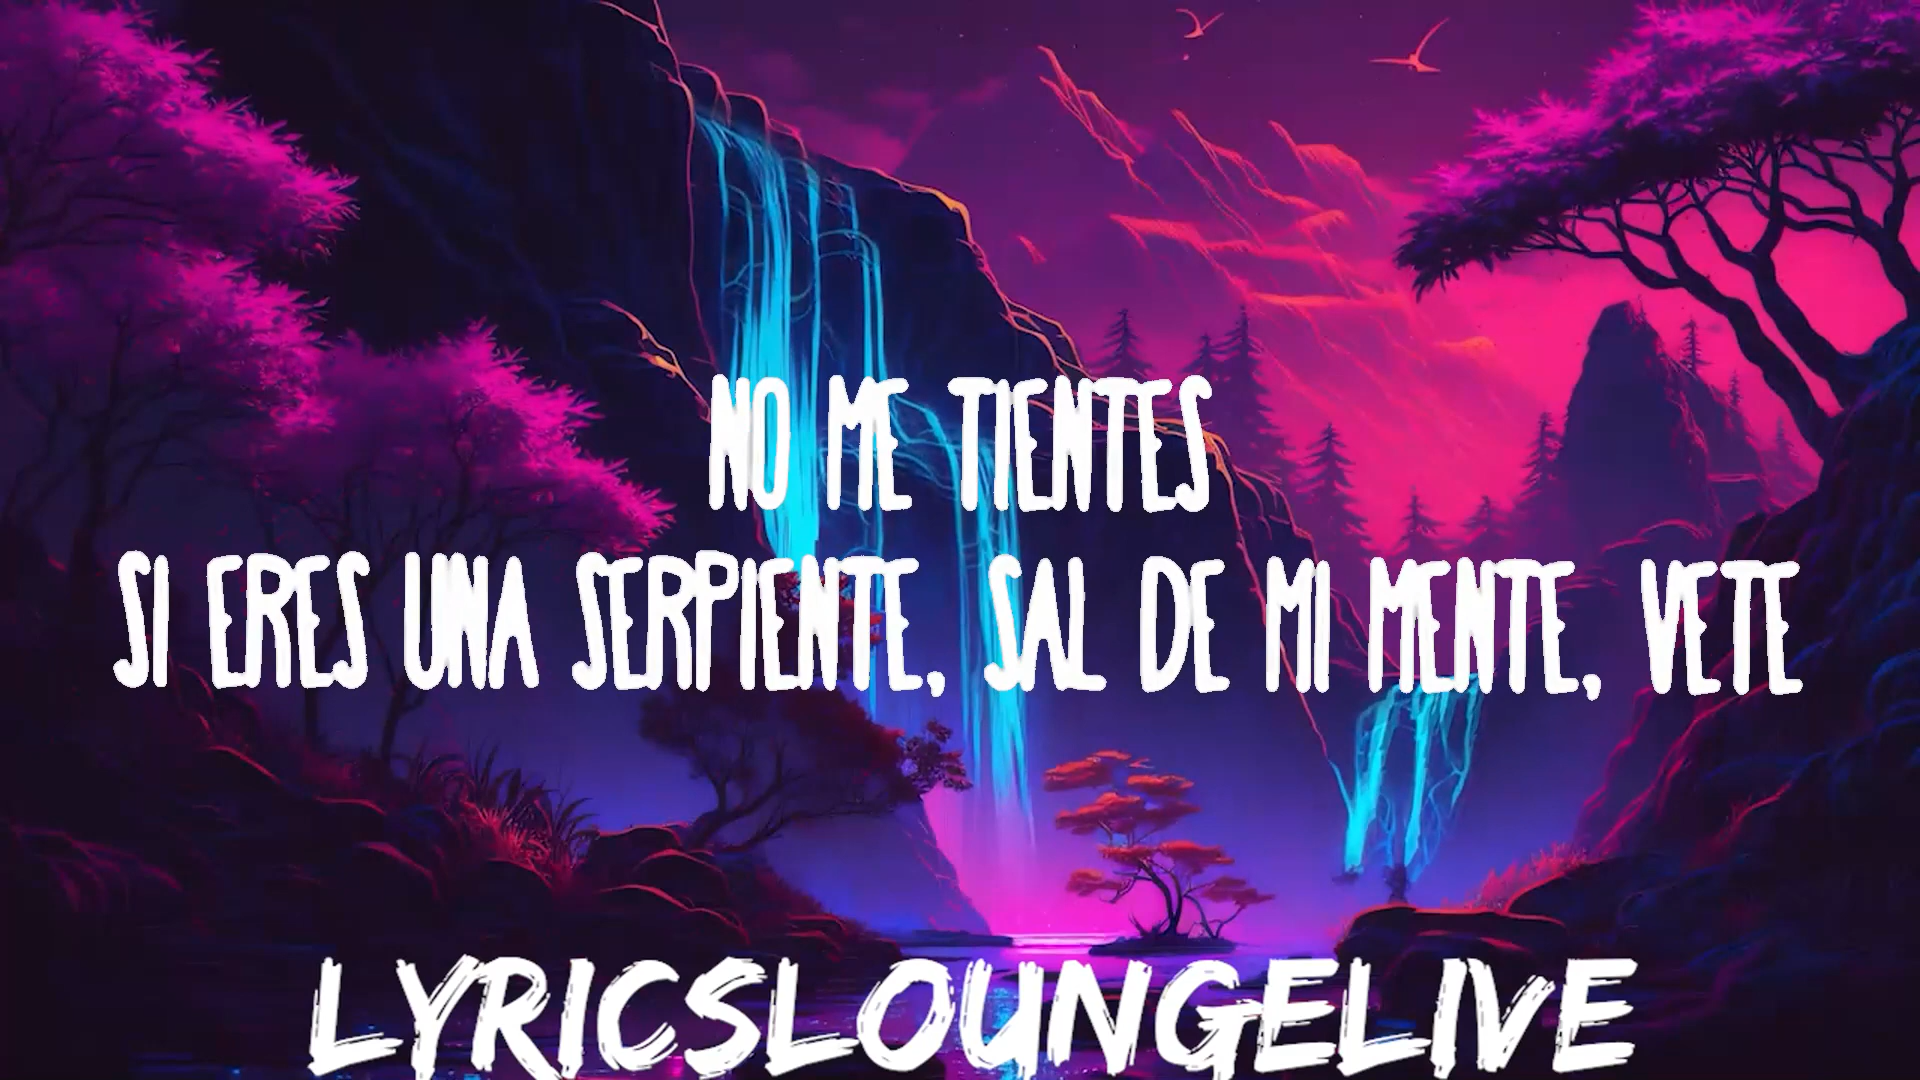 NO ME TIENTES
SI ERES UNA SERPIENTE, SAL DE MI MENTE, VETE
LYRICSLOUNGELIVE